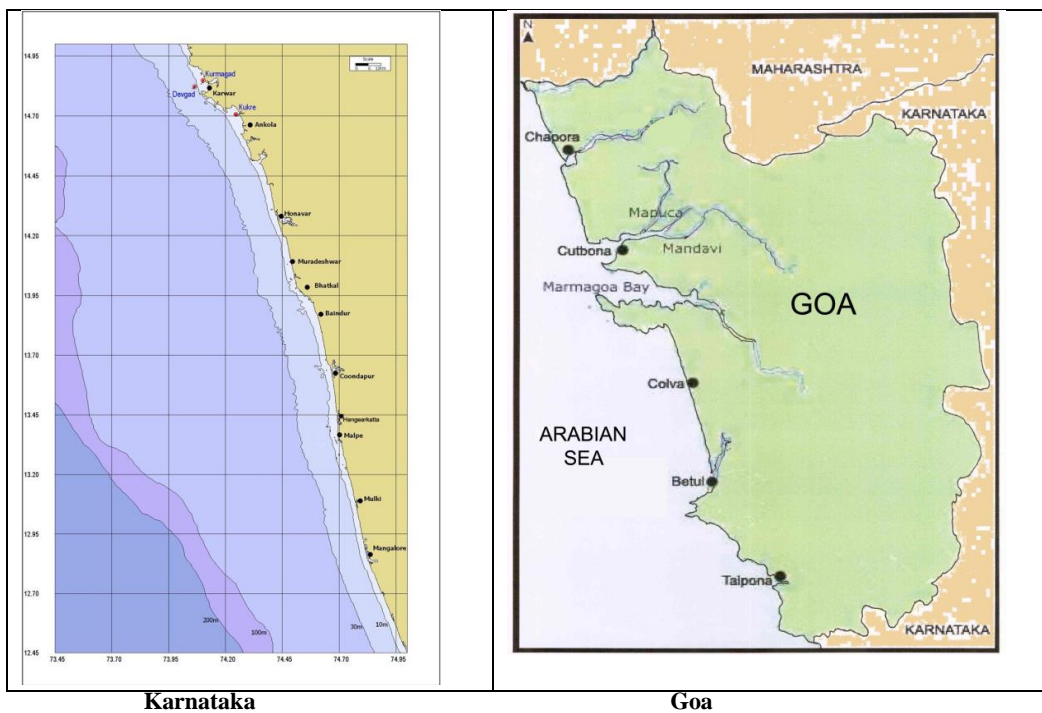 14.95
Scale
Kurmagad
Devgad
Karwar
Kukre
14.70
Ankola
14.45
Honavar
14.20
Muradeshwar
Bhatkal
13.95
Baindur
13.70
Coondapur
13.45
Hangearkatta
Malpe
13.20
Mulki
12.95
Mangalore
12.70
200m
100m
30m
10m
12.45
73.45
73.70
73.95
74.20
74.45
74.70
74.95
Karnataka
N
MAHARASHTRA
KARNATAKA
Chapora
Mapuca
Cutbona
Mandavi
Marmagoa Bay
GOA
Colva
ARABIAN
SEA
Betul
Talpona
KARNATAKA
Goa